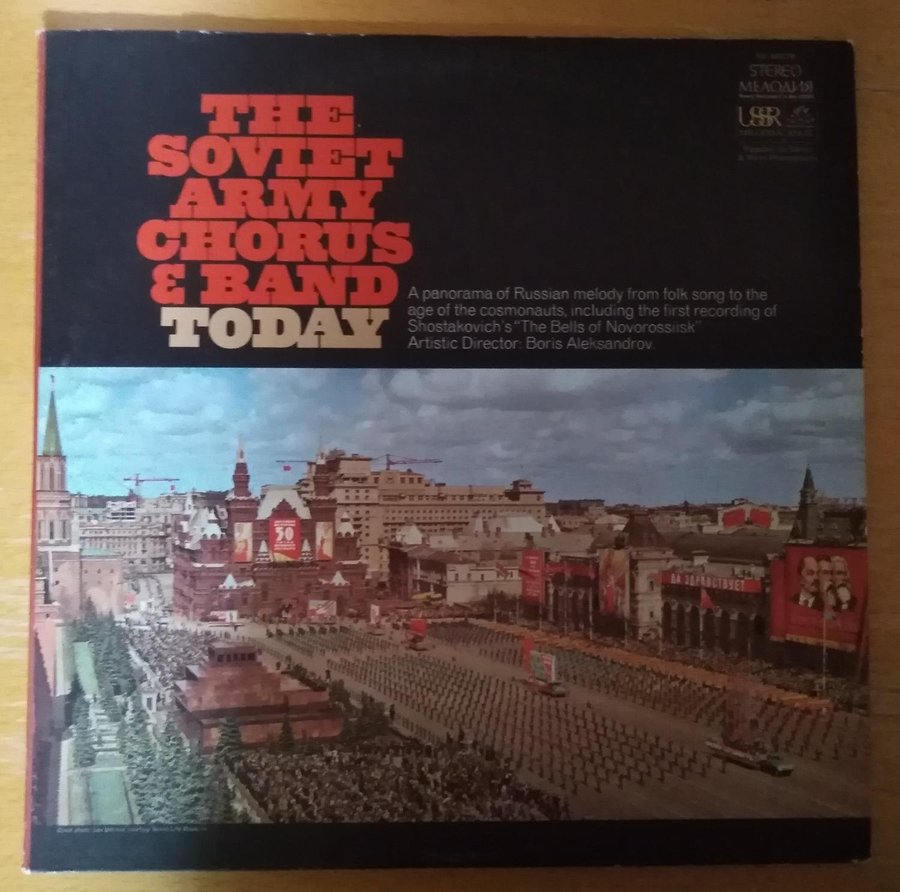 THE
SOVIET
ARMY
CHORUS
& BAND
TODAY
STEREO
МЕЛОДИЯ
USSR
A panorama of Russian melody from folk song to the
age of the cosmonauts, including the first recording of
Shostakovich's "The Bells of Novorossiisk"
Artistic Director: Boris Aleksandrov.
50
ДА ЗДРАВСТВУЕТ